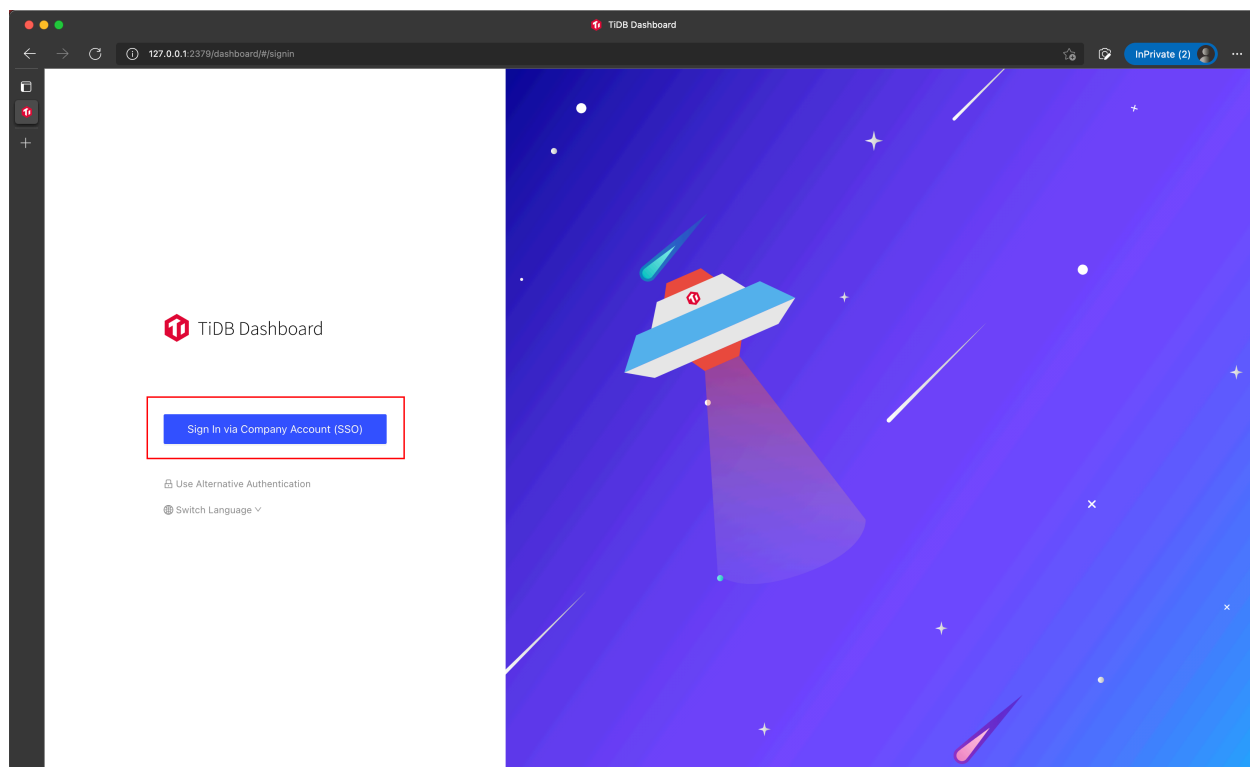 TiDB Dashboard
127.0.0.1:2379/dashboard/#/signin
InPrivate (2)
TiDB Dashboard
Sign In via Company Account (SSO)
Use Alternative Authentication
Switch Language